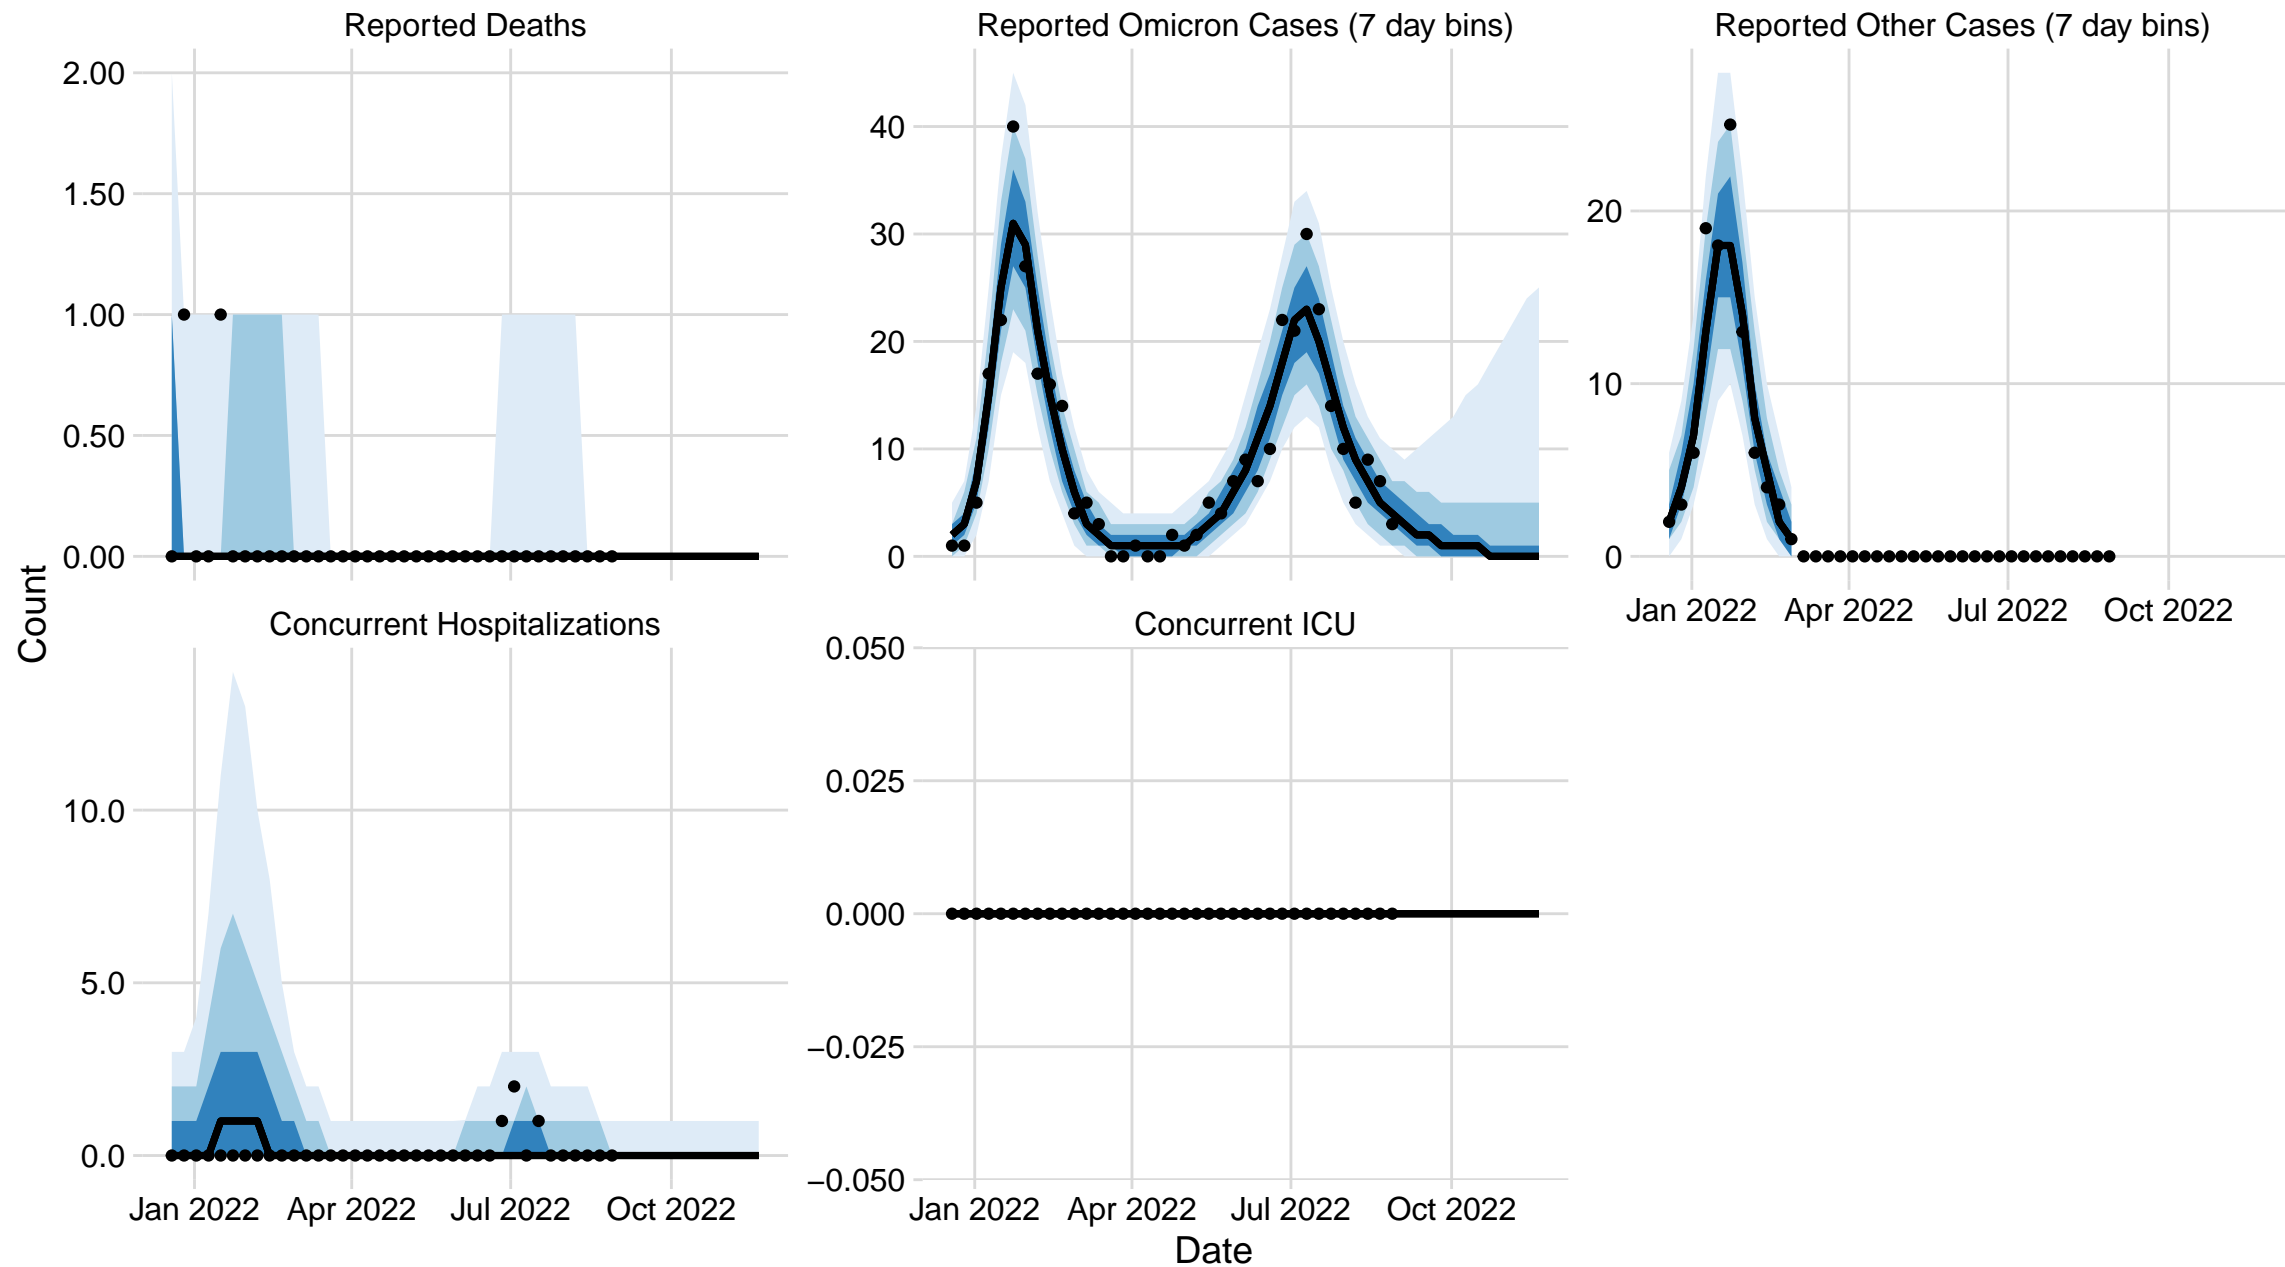 Reported Deaths
Reported Omicron Cases (7 day bins)
Reported Other Cases (7 day bins)
2.00
1.50
1.00
0.50
0.00
40
30
20
10
0
20
10
0
Jan 2022 Apr 2022 Jul 2022 Oct 2022
Count
Concurrent Hospitalizations
Concurrent ICU
10.0
5.0
0.0
0.050
0.025
0.000
−0.025
−0.050
Jan 2022 Apr 2022 Jul 2022 Oct 2022
Jan 2022 Apr 2022 Jul 2022 Oct 2022
Date